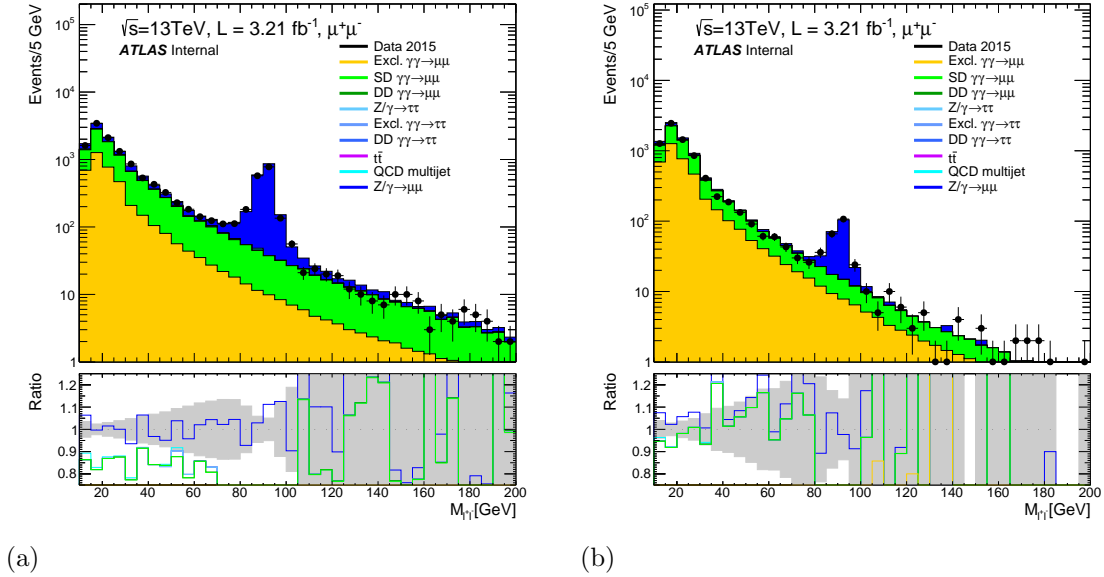 √s=13TeV, L = 3.21 fb⁻¹, μ⁺μ⁻
ATLAS Internal
Data 2015
Excl. γγ→μμ
SD γγ→μμ
DD γγ→μμ
Z/γ→ττ
Excl. γγ→ττ
DD γγ→ττ
tt̄
QCD multijet
Z/γ→μμ
Events/5 GeV
10⁵
10⁴
10³
10²
10
1
Ratio
1.2
1.1
1
0.9
0.8
20 40 60 80 100 120 140 160 180 200
M_l⁺l⁻[GeV]
(a)
√s=13TeV, L = 3.21 fb⁻¹, μ⁺μ⁻
ATLAS Internal
Data 2015
Excl. γγ→μμ
SD γγ→μμ
DD γγ→μμ
Z/γ→ττ
Excl. γγ→ττ
DD γγ→ττ
tt̄
QCD multijet
Z/γ→μμ
Events/5 GeV
10⁵
10⁴
10³
10²
10
1
Ratio
1.2
1.1
1
0.9
0.8
20 40 60 80 100 120 140 160 180 200
M_l⁺l⁻[GeV]
(b)